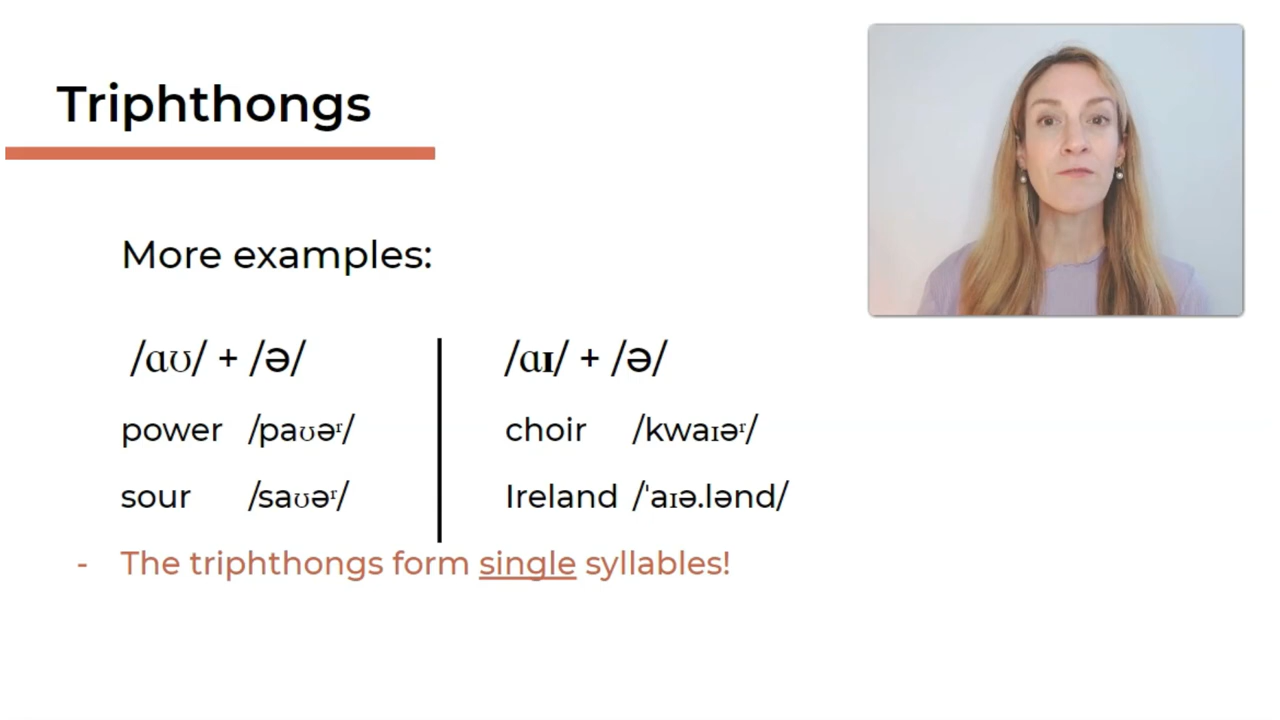 Triphthongs
More examples:
/ɑʊ/ + /ə/
power /paʊəʳ/
sour /saʊəʳ/
/ɑɪ/ + /ə/
choir /kwaɪəʳ/
Ireland /ˈaɪə.lənd/
- The triphthongs form single syllables!